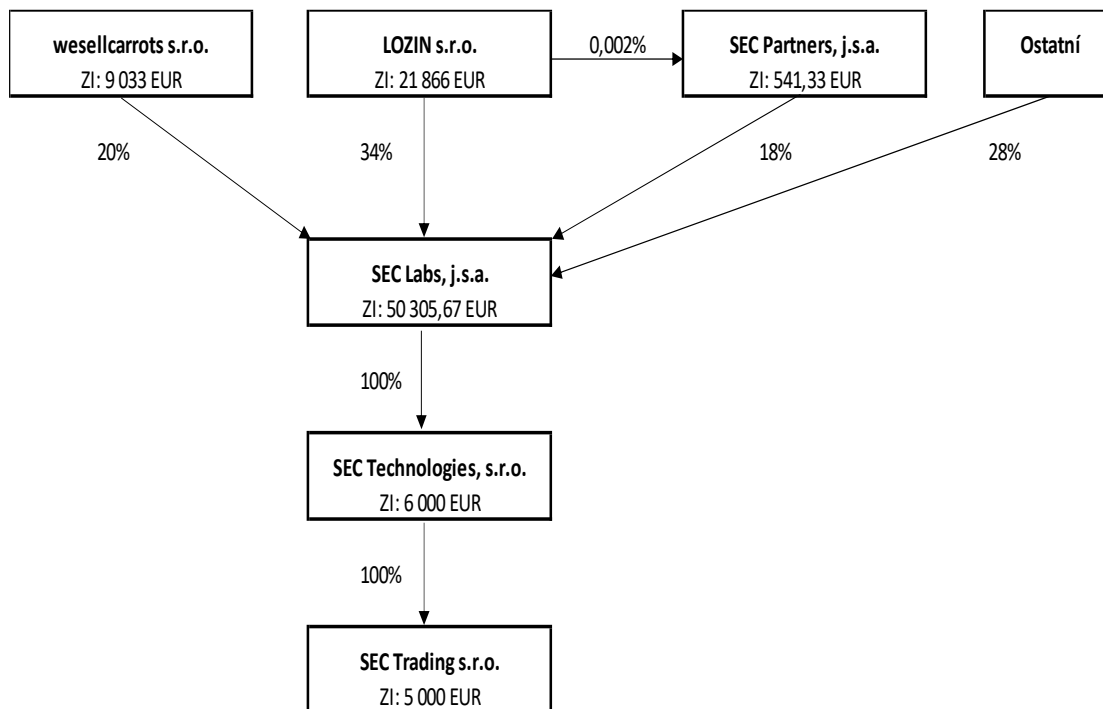 wesellcarrots s.r.o.
ZI: 9 033 EUR
LOZIN s.r.o.
ZI: 21 866 EUR
0,002%
SEC Partners, j.s.a.
ZI: 541,33 EUR
Ostatní
20%
34%
18%
28%
SEC Labs, j.s.a.
ZI: 50 305,67 EUR
100%
SEC Technologies, s.r.o.
ZI: 6 000 EUR
100%
SEC Trading s.r.o.
ZI: 5 000 EUR